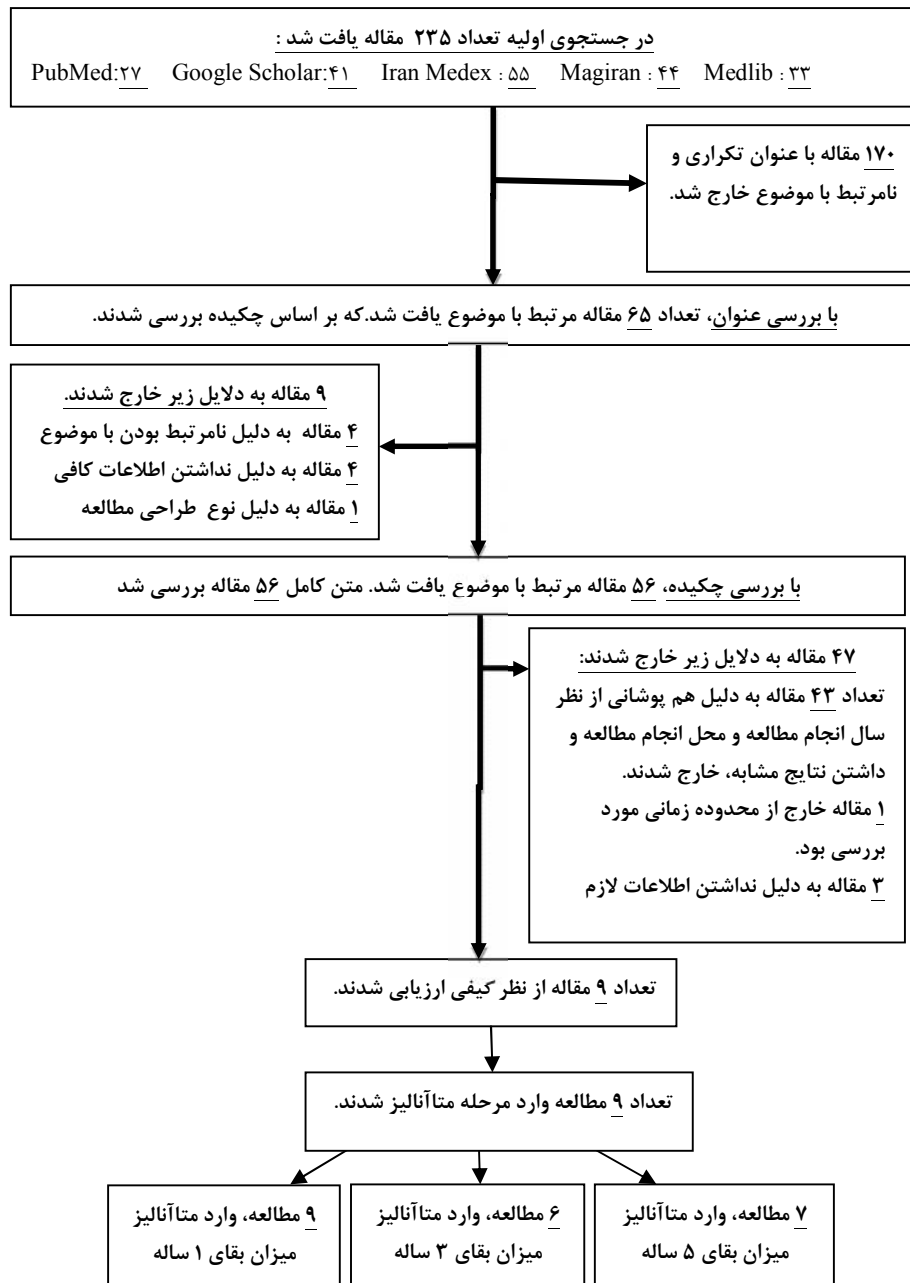 در جستجوی اولیه تعداد ۲۳۵ مقاله یافت شد :
PubMed:۲۷ Google Scholar:۴۱ Iran Medex : ۵۵ Magiran : ۴۴ Medlib : ۳۳
۱۷۰ مقاله با عنوان تکراری و
نامرتبط با موضوع خارج شد.
با بررسی عنوان، تعداد ۶۵ مقاله مرتبط با موضوع یافت شد.که بر اساس چکیده بررسی شدند.
۹ مقاله به دلایل زیر خارج شدند.
۴ مقاله به دلیل نامرتبط بودن با موضوع
۴ مقاله به دلیل نداشتن اطلاعات کافی
۱ مقاله به دلیل نوع طراحی مطالعه
با بررسی چکیده، ۵۶ مقاله مرتبط با موضوع یافت شد. متن کامل ۵۶ مقاله بررسی شد
۴۷ مقاله به دلایل زیر خارج شدند:
تعداد ۴۳ مقاله به دلیل هم پوشانی از نظر
سال انجام مطالعه و محل انجام مطالعه و
داشتن نتایج مشابه، خارج شدند.
۱ مقاله خارج از محدوده زمانی مورد
بررسی بود.
۳ مقاله به دلیل نداشتن اطلاعات لازم
تعداد ۹ مقاله از نظر کیفی ارزیابی شدند.
تعداد ۹ مطالعه وارد مرحله متاآنالیز شدند.
۷ مطالعه، وارد متاآنالیز
میزان بقای ۵ ساله
۶ مطالعه، وارد متاآنالیز
میزان بقای ۳ ساله
۹ مطالعه، وارد متاآنالیز
میزان بقای ۱ ساله